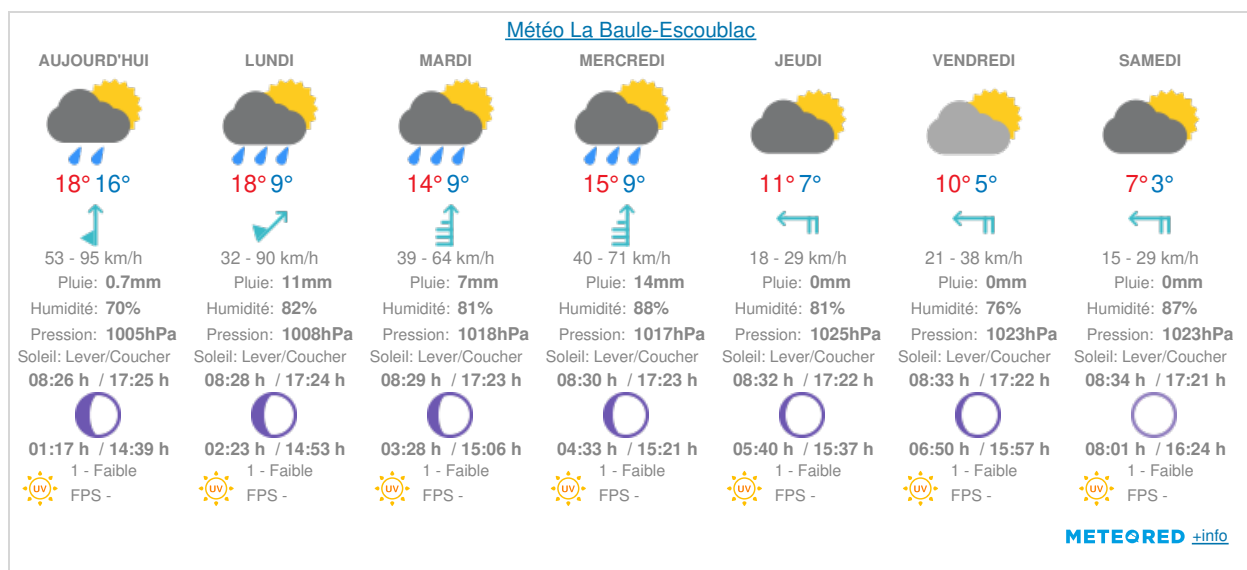 Météo La Baule-Escoublac
AUJOURD'HUI LUNDI MARDI MERCREDI JEUDI VENDREDI SAMEDI
18° 16° 18° 9° 14° 9° 15° 9° 11° 7° 10° 5° 7° 3°
53 - 95 km/h 32 - 90 km/h 39 - 64 km/h 40 - 71 km/h 18 - 29 km/h 21 - 38 km/h 15 - 29 km/h
Pluie: 0.7mm Pluie: 11mm Pluie: 7mm Pluie: 14mm Pluie: 0mm Pluie: 0mm Pluie: 0mm
Humidité: 70% Humidité: 82% Humidité: 81% Humidité: 88% Humidité: 81% Humidité: 76% Humidité: 87%
Pression: 1005hPa Pression: 1008hPa Pression: 1018hPa Pression: 1017hPa Pression: 1025hPa Pression: 1023hPa Pression: 1023hPa
Soleil: Lever/Coucher Soleil: Lever/Coucher Soleil: Lever/Coucher Soleil: Lever/Coucher Soleil: Lever/Coucher Soleil: Lever/Coucher Soleil: Lever/Coucher
08:26 h / 17:25 h 08:28 h / 17:24 h 08:29 h / 17:23 h 08:30 h / 17:23 h 08:32 h / 17:22 h 08:33 h / 17:22 h 08:34 h / 17:21 h
01:17 h / 14:39 h 02:23 h / 14:53 h 03:28 h / 15:06 h 04:33 h / 15:21 h 05:40 h / 15:37 h 06:50 h / 15:57 h 08:01 h / 16:24 h
1 - Faible 1 - Faible 1 - Faible 1 - Faible 1 - Faible 1 - Faible 1 - Faible
UV FPS - UV FPS - UV FPS - UV FPS - UV FPS - UV FPS - UV FPS -
METEORED +info